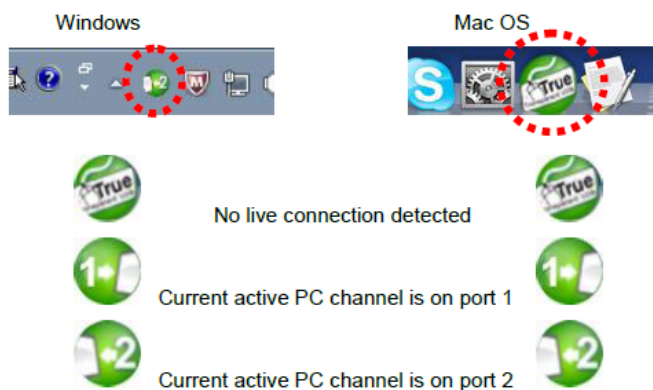 Windows
Mac OS
2
M
S
True
True
No live connection detected
True
1
Current active PC channel is on port 1
1
2
Current active PC channel is on port 2
2